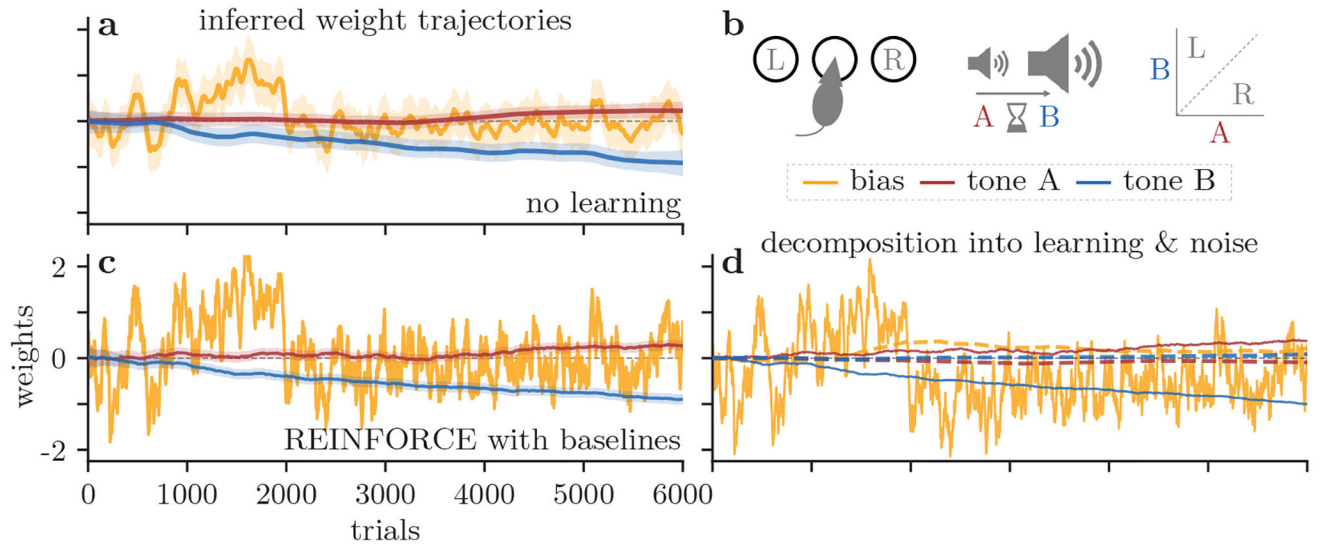 a
inferred weight trajectories
no learning
b
L
R
A
B
B
L
R
A
bias
tone A
tone B
c
2
0
-2
weights
REINFORCE with baselines
0
1000
2000
3000
4000
5000
6000
trials
decomposition into learning & noise
d